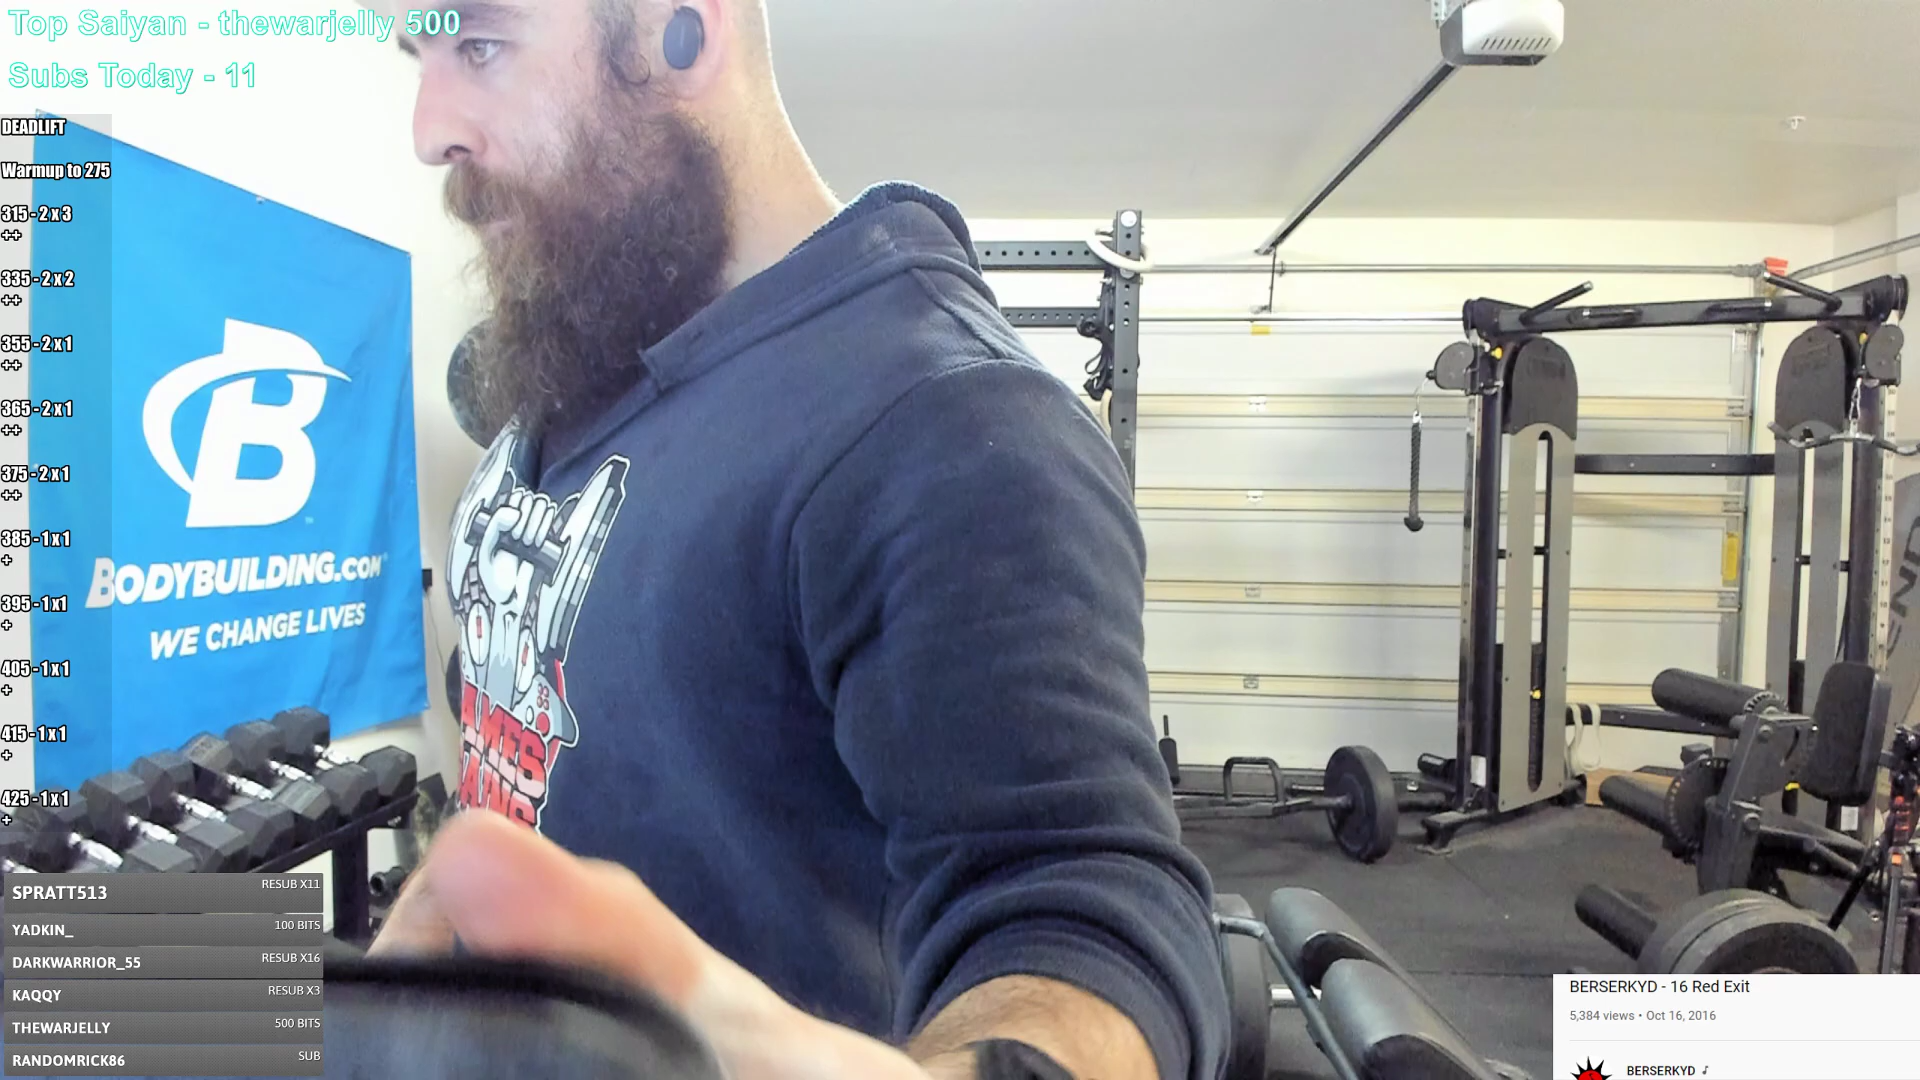 Top Saiyan - thewarjelly 500
Subs Today - 11
DEADLIFT
Warmup to 275
315 - 2 x 3
++
335 - 2 x 2
++
355 - 2 x 1
++
365 - 2 x 1
++
375 - 2 x 1
++
385 - 1 x 1
+
395 - 1 x 1
+
405 - 1 x 1
+
415 - 1 x 1
+
425 - 1 x 1
+
B
BODYBUILDING.COM
WE CHANGE LIVES
SPRATT513 RESUB X11
YADKIN_ 100 BITS
DARKWARRIOR_55 RESUB X16
KAQQY RESUB X3
THEWARJELLY 500 BITS
RANDOMRICK86 SUB
BERSERKYD - 16 Red Exit
5,384 views • Oct 16, 2016
BERSERKYD ♪